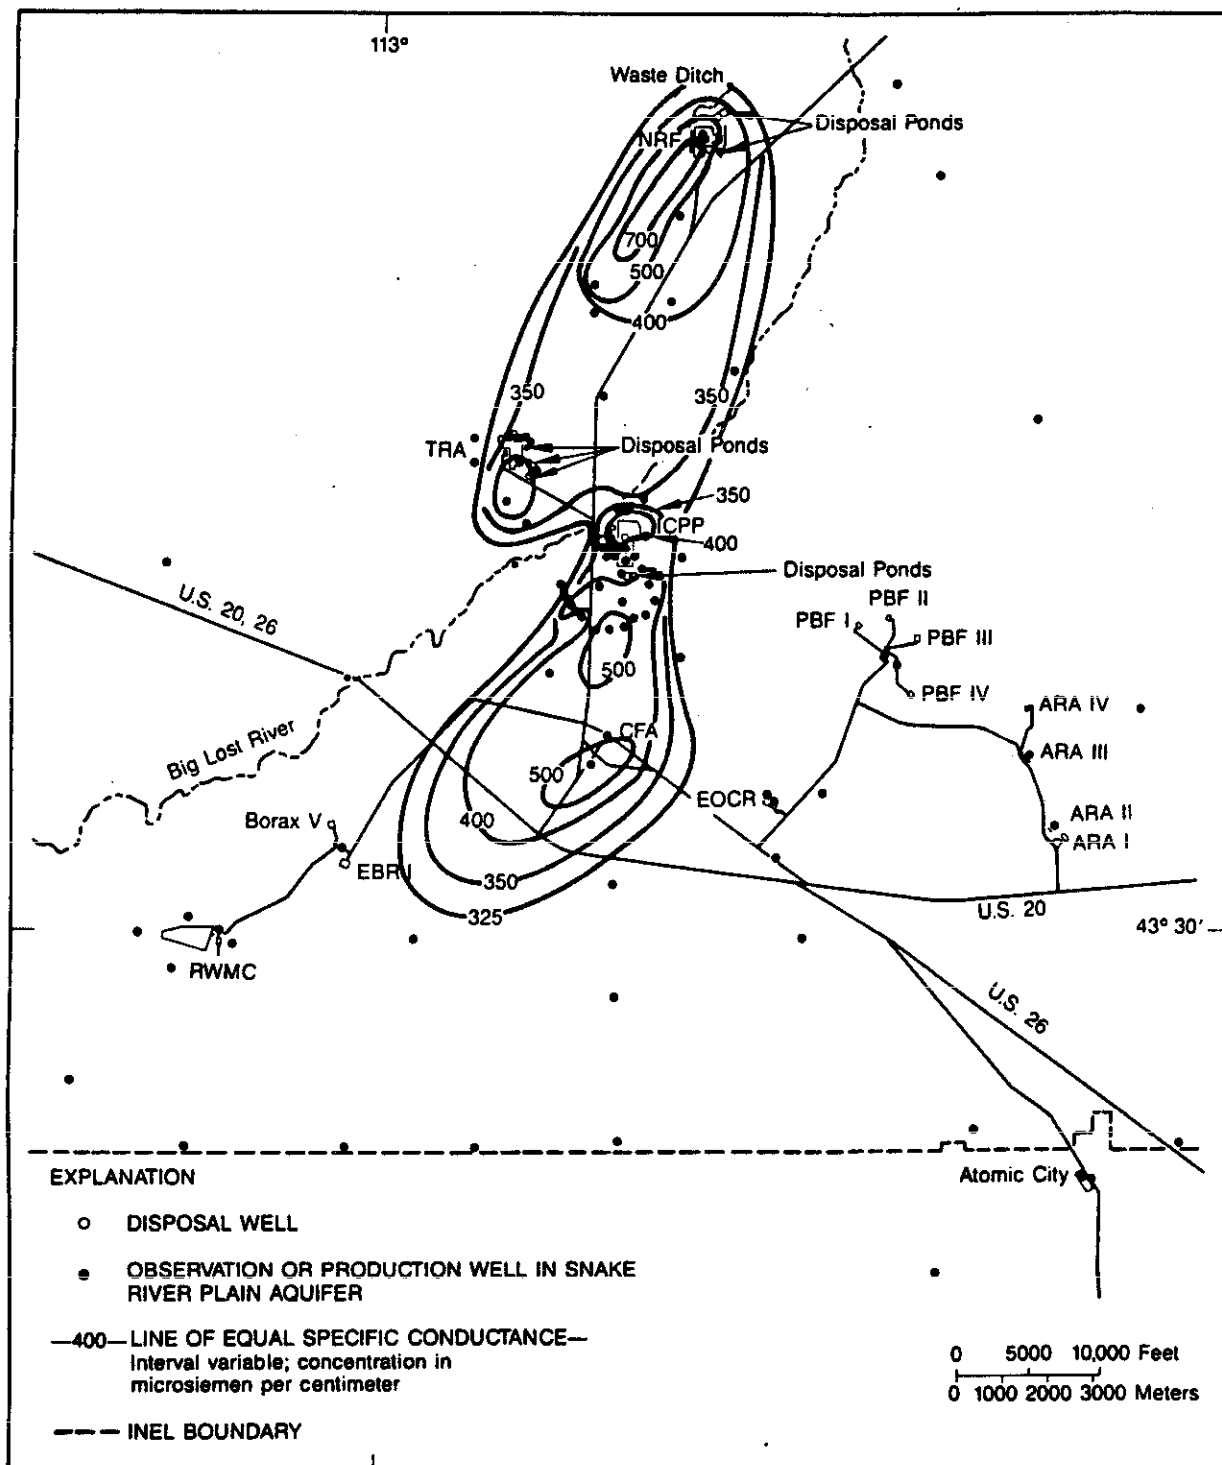 113°
Waste Ditch
Disposal Ponds
NRF
700
500
400
350
350
TRA
Disposal Ponds
350
ICPP
400
Disposal Ponds
U.S. 20, 26
PBF II
PBF I
PBF III
PBF IV
500
ARA IV
CFA
Big Lost River
ARA III
500
EOCR
Borax V
400
ARA II
ARA I
EBR I
350
325
U.S. 20
43° 30′
RWMC
U.S. 26
Atomic City
EXPLANATION
DISPOSAL WELL
OBSERVATION OR PRODUCTION WELL IN SNAKE
RIVER PLAIN AQUIFER
—400— LINE OF EQUAL SPECIFIC CONDUCTANCE—
Interval variable; concentration in
microsiemen per centimeter
INEL BOUNDARY
0 5000 10,000 Feet
0 1000 2000 3000 Meters